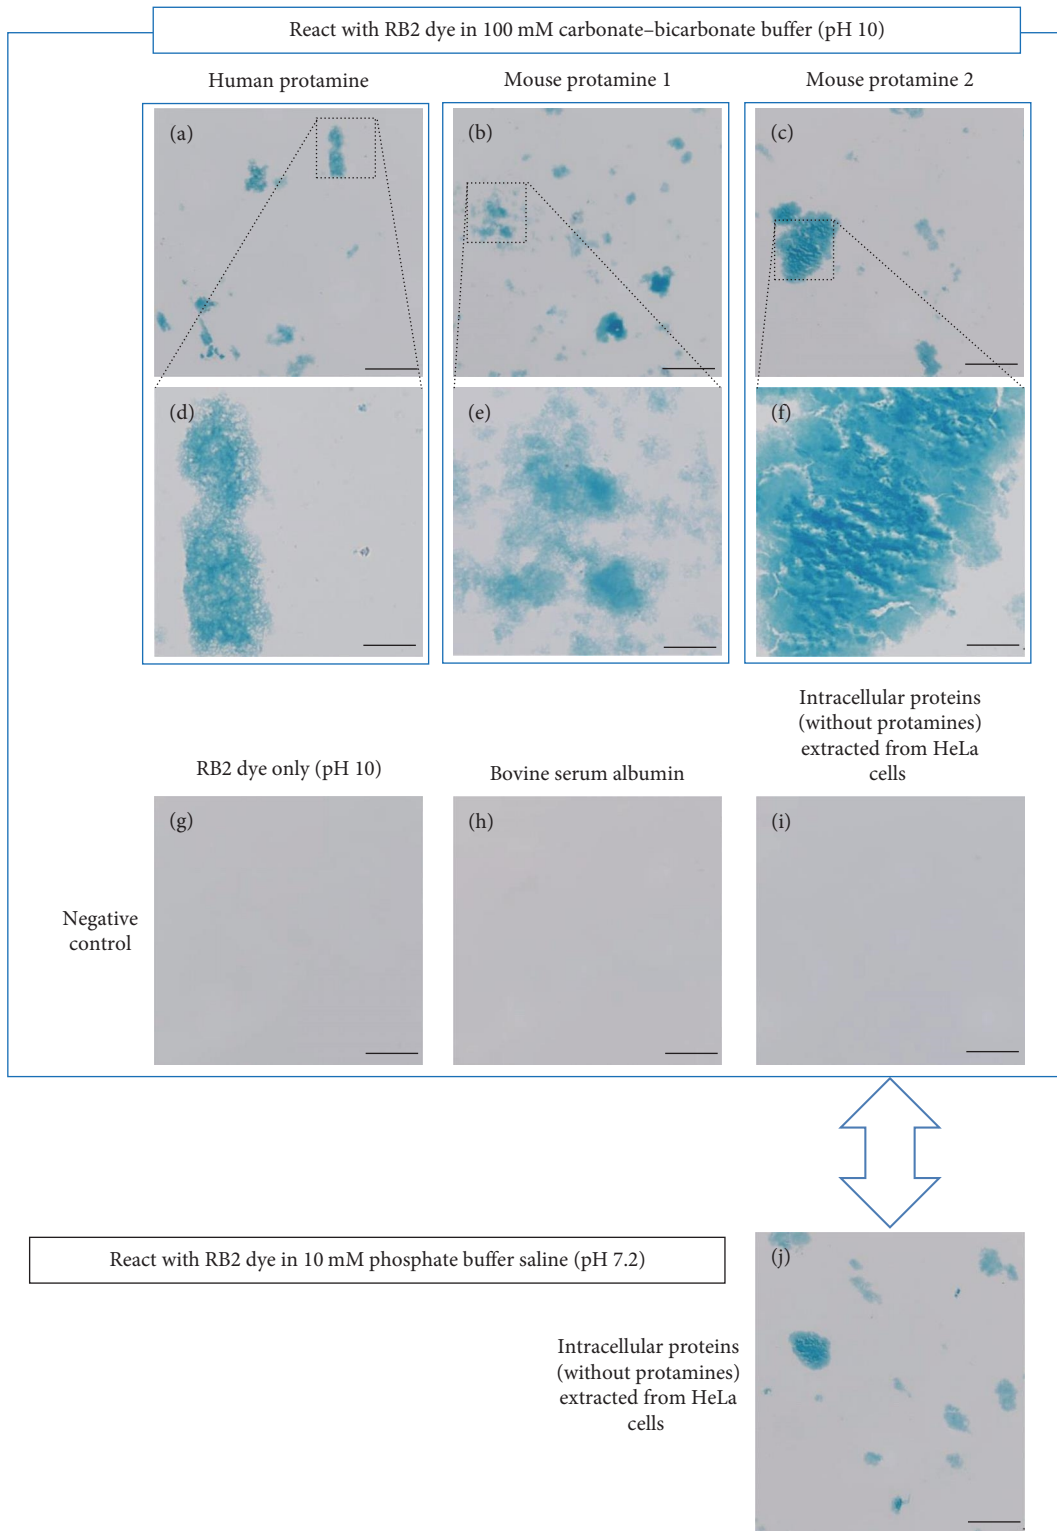 React with RB2 dye in 100 mM carbonate–bicarbonate buffer (pH 10)
Human protamine
Mouse protamine 1
Mouse protamine 2
(a)
(b)
(c)
(d)
(e)
(f)
RB2 dye only (pH 10)
Bovine serum albumin
Intracellular proteins
(without protamines)
extracted from HeLa
cells
Negative
control
(g)
(h)
(i)
React with RB2 dye in 10 mM phosphate buffer saline (pH 7.2)
Intracellular proteins
(without protamines)
extracted from HeLa
cells
(j)